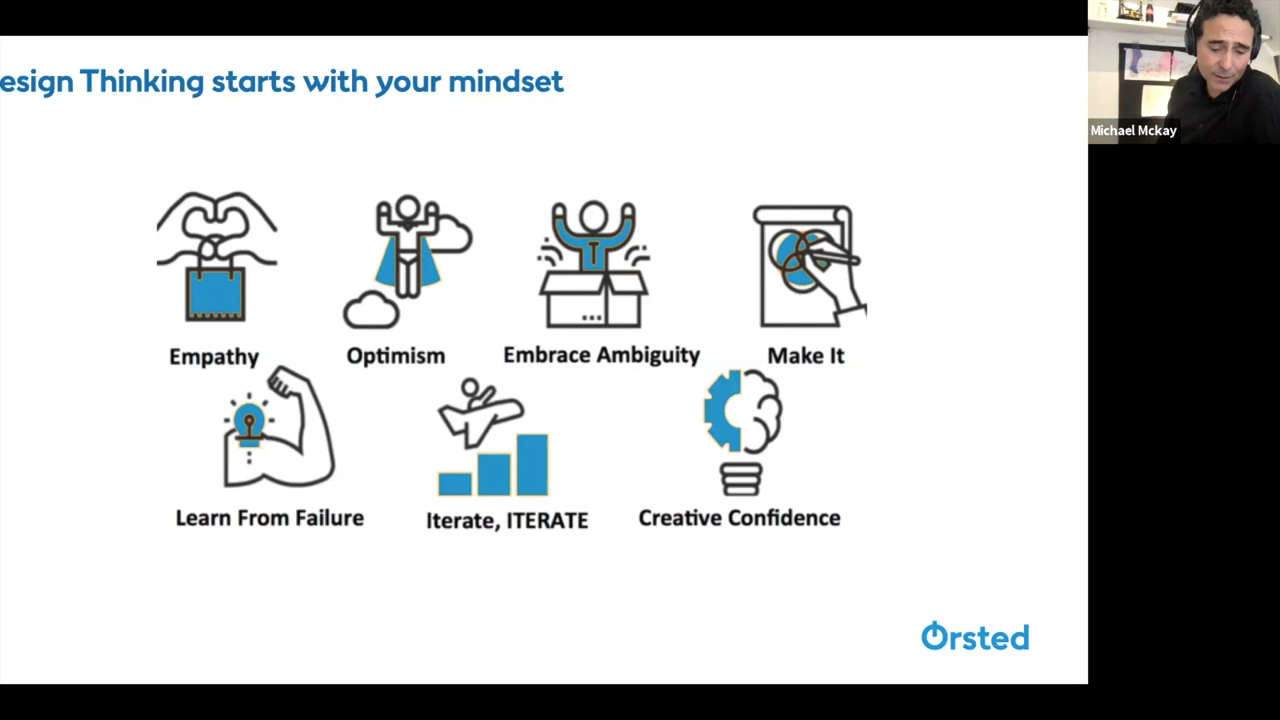 esign Thinking starts with your mindset
Michael Mckay
Empathy
Optimism
Embrace Ambiguity
Make It
Learn From Failure
Iterate, ITERATE
Creative Confidence
Ørsted